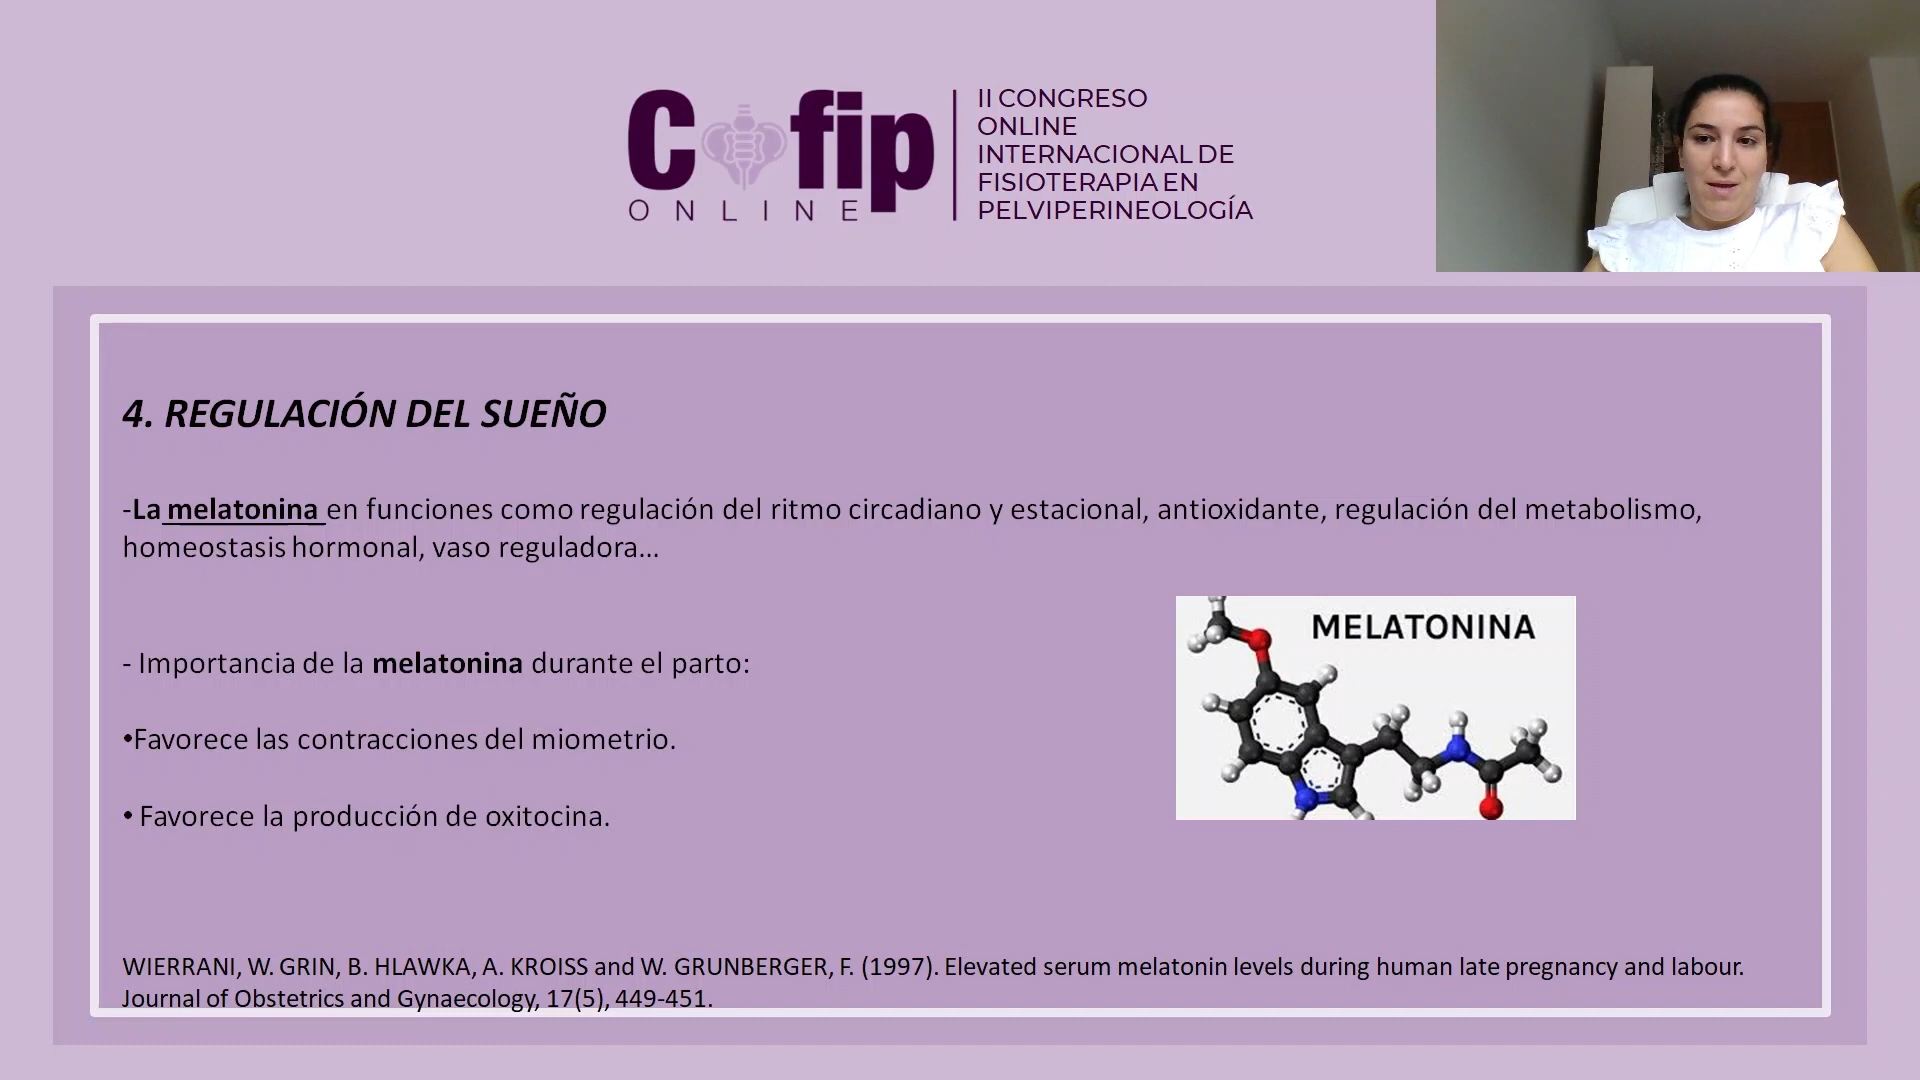 Cofip
ONLINE
II CONGRESO
ONLINE
INTERNACIONAL DE
FISIOTERAPIA EN
PELVIPERINEOLOGÍA
4. REGULACIÓN DEL SUEÑO
-La melatonina en funciones como regulación del ritmo circadiano y estacional, antioxidante, regulación del metabolismo,
homeostasis hormonal, vaso reguladora...
- Importancia de la melatonina durante el parto:
•Favorece las contracciones del miometrio.
• Favorece la producción de oxitocina.
MELATONINA
WIERRANI, W. GRIN, B. HLAWKA, A. KROISS and W. GRUNBERGER, F. (1997). Elevated serum melatonin levels during human late pregnancy and labour.
Journal of Obstetrics and Gynaecology, 17(5), 449-451.